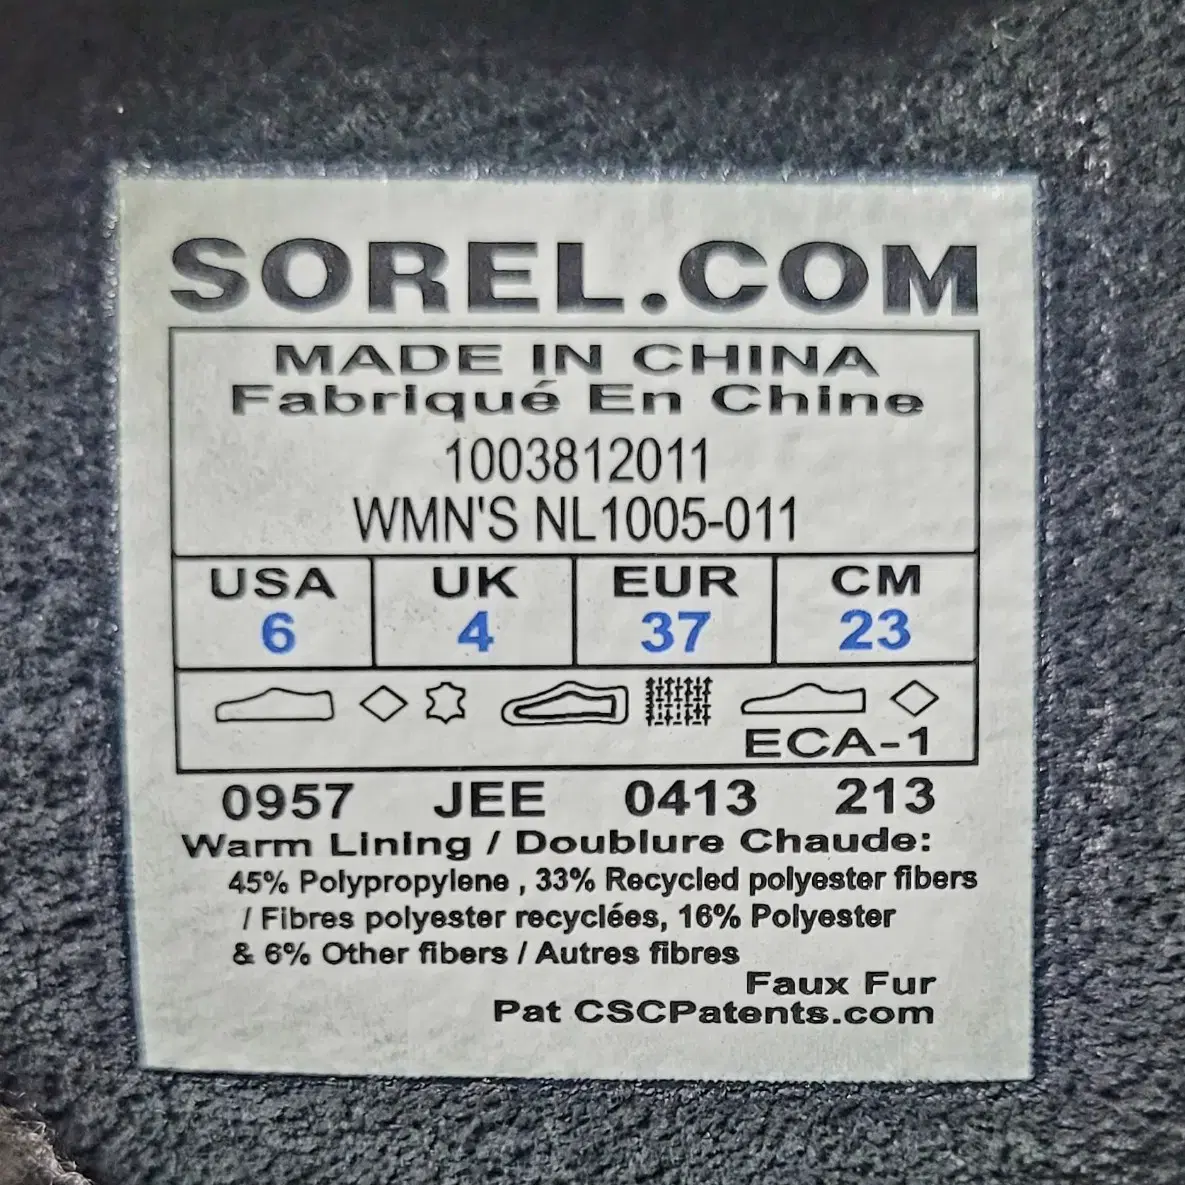 SOREL.COM
MADE IN CHINA
Fabriqué En Chine
1003812011
WMN'S NL1005-011
USA UK EUR CM
6 4 37 23
ECA-1
0957 JEE 0413 213
Warm Lining / Doublure Chaude:
45% Polypropylene , 33% Recycled polyester fibers
/ Fibres polyester recyclées, 16% Polyester
& 6% Other fibers / Autres fibres
Faux Fur
Pat CSCPatents.com